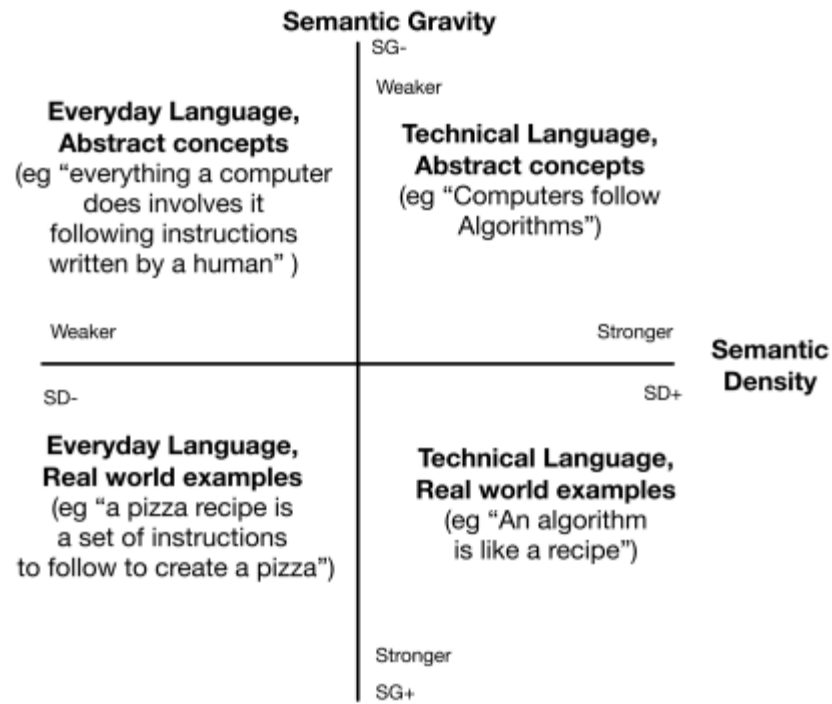 Semantic Gravity
SG-
Weaker
Everyday Language,
Abstract concepts
(eg “everything a computer
does involves it
following instructions
written by a human” )
Technical Language,
Abstract concepts
(eg “Computers follow
Algorithms”)
Weaker
Stronger
Semantic
Density
SD-
SD+
Everyday Language,
Real world examples
(eg “a pizza recipe is
a set of instructions
to follow to create a pizza”)
Technical Language,
Real world examples
(eg “An algorithm
is like a recipe”)
Stronger
SG+